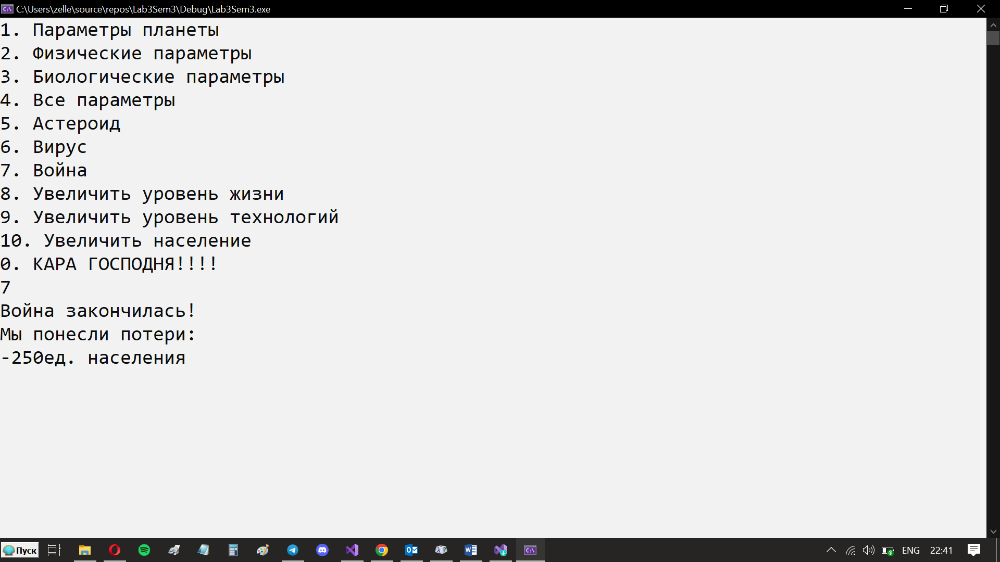 C:\Users\zelle\source\repos\Lab3Sem3\Debug\Lab3Sem3.exe
1. Параметры планеты
2. Физические параметры
3. Биологические параметры
4. Все параметры
5. Астероид
6. Вирус
7. Война
8. Увеличить уровень жизни
9. Увеличить уровень технологий
10. Увеличить население
0. КАРА ГОСПОДНЯ!!!!
7
Война закончилась!
Мы понесли потери:
-250ед. населения
Пуск
ENG 22:41